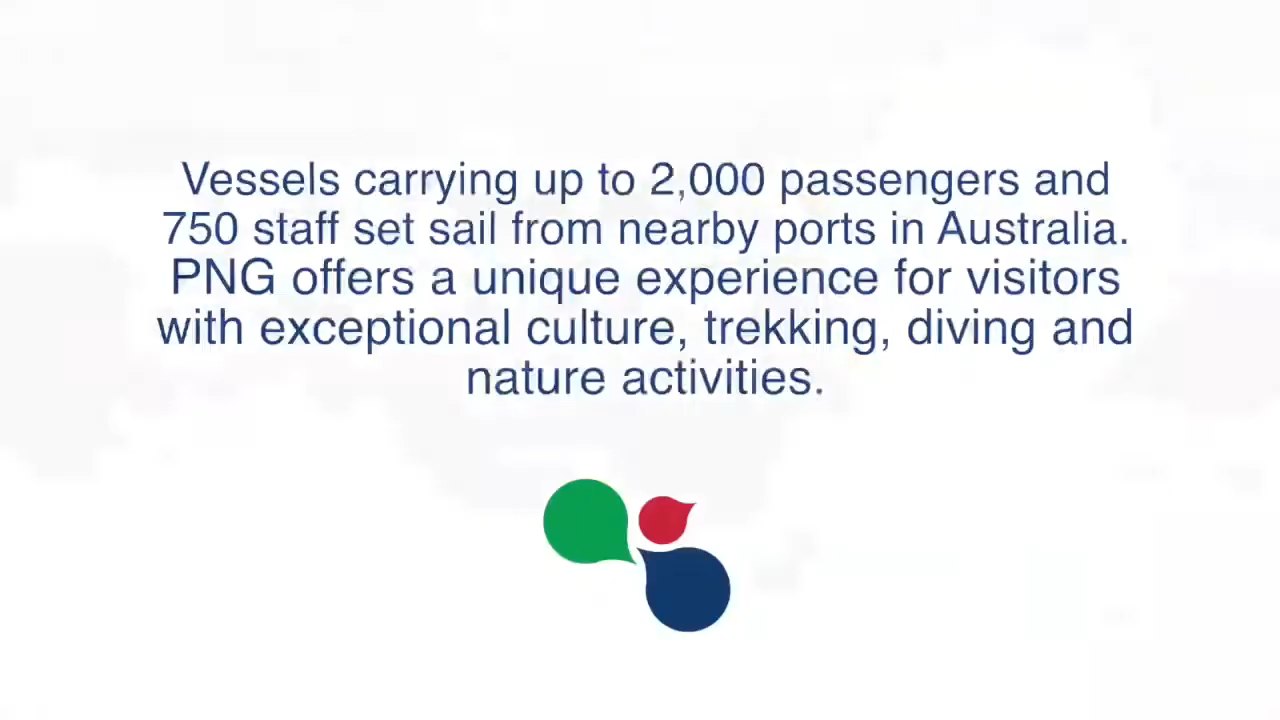 Vessels carrying up to 2,000 passengers and
750 staff set sail from nearby ports in Australia.
PNG offers a unique experience for visitors
with exceptional culture, trekking, diving and
nature activities.